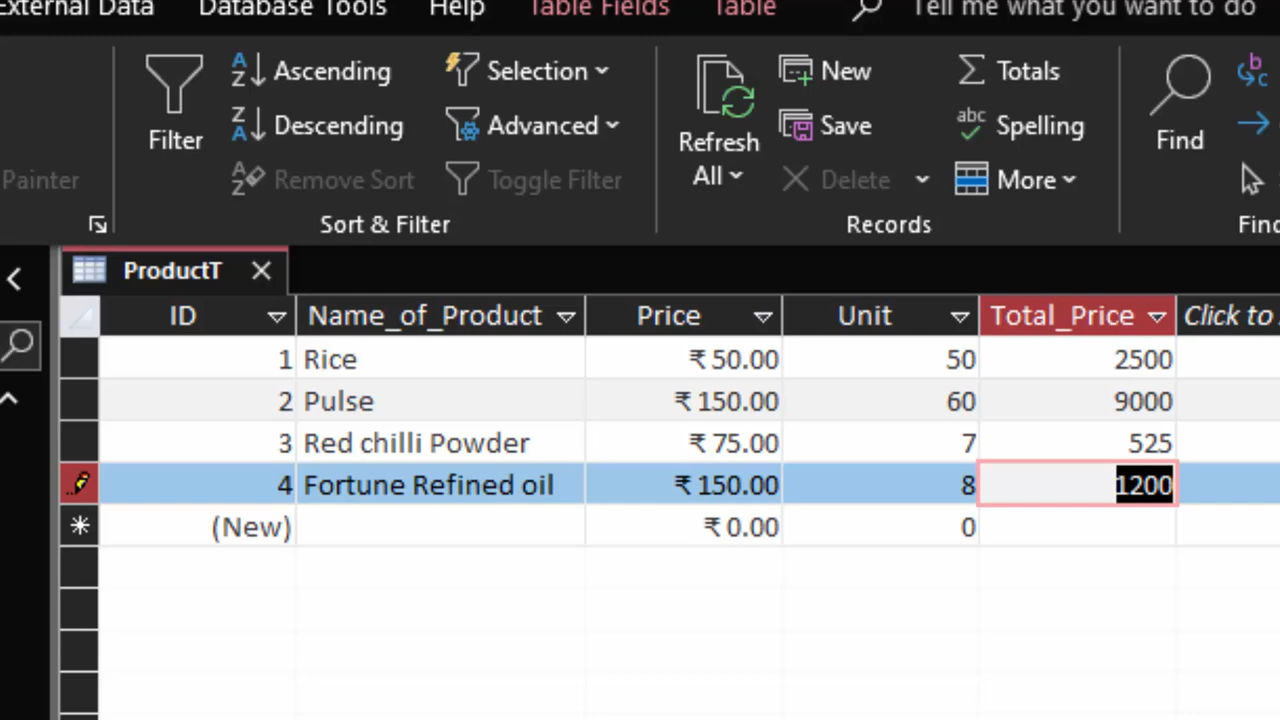 External Data Database Tools Help Table Fields Table Tell me what you want to do
Filter
Ascending
Descending
Remove Sort
Selection
Advanced
Toggle Filter
Sort & Filter
Painter
Refresh
All
New
Save
Delete
Totals
Spelling
More
Records
Find
ProductT
ID Name_of_Product Price Unit Total_Price Click to
1 Rice ₹ 50.00 50 2500
2 Pulse ₹ 150.00 60 9000
3 Red chilli Powder ₹ 75.00 7 525
4 Fortune Refined oil ₹ 150.00 8 1200
(New) ₹ 0.00 0